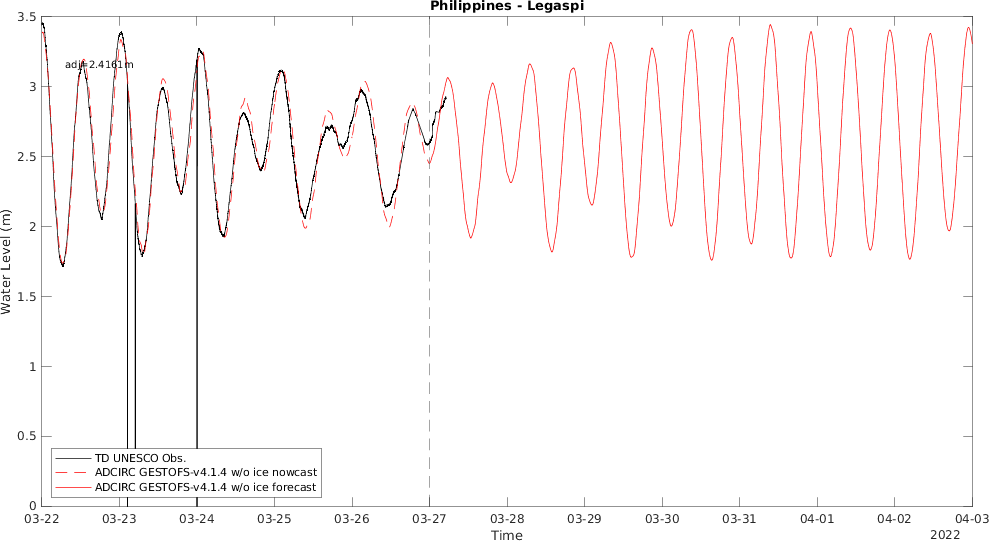 Philippines - Legaspi
adj=2.4161m
Water Level (m)
3.5
3
2.5
2
1.5
1
0.5
0
TD UNESCO Obs.
ADCIRC GESTOFS-v4.1.4 w/o ice nowcast
ADCIRC GESTOFS-v4.1.4 w/o ice forecast
03-22 03-23 03-24 03-25 03-26 03-27 03-28 03-29 03-30 03-31 04-01 04-02 04-03
Time
2022